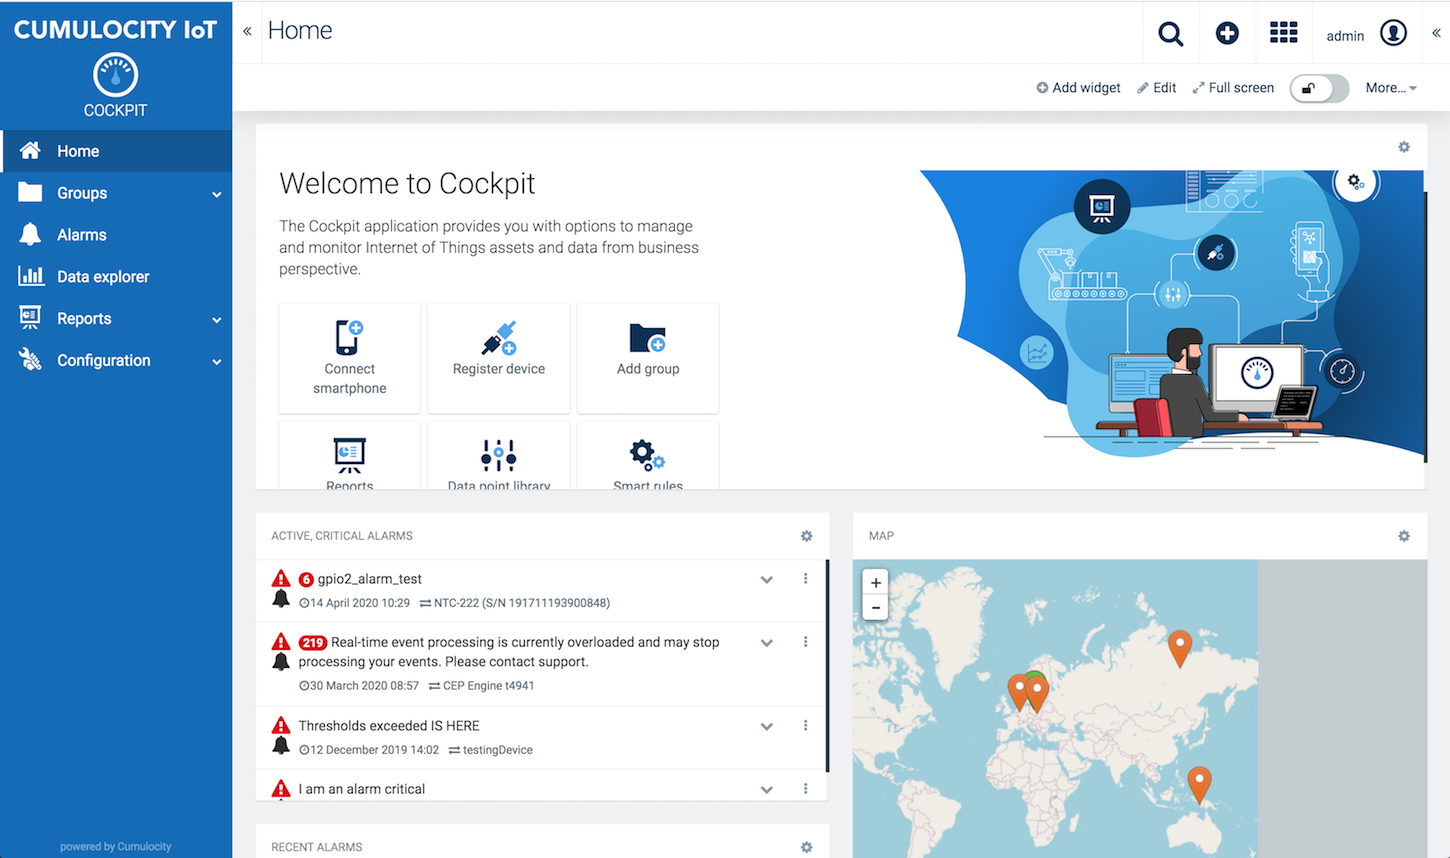 CUMULOCITY IoT
COCKPIT
Home
Groups
Alarms
Data explorer
Reports
Configuration
powered by Cumulocity
«
Home
admin
«
Add widget
Edit
Full screen
More...
Welcome to Cockpit
The Cockpit application provides you with options to manage
and monitor Internet of Things assets and data from business
perspective.
Connect
smartphone
Register device
Add group
Reports
Data point library
Smart rules
ACTIVE, CRITICAL ALARMS
6 gpio2_alarm_test
14 April 2020 10:29 NTC-222 (S/N 191711193900848)
219 Real-time event processing is currently overloaded and may stop
processing your events. Please contact support.
30 March 2020 08:57 CEP Engine t4941
Thresholds exceeded IS HERE
12 December 2019 14:02 testingDevice
I am an alarm critical
RECENT ALARMS
MAP
+
-